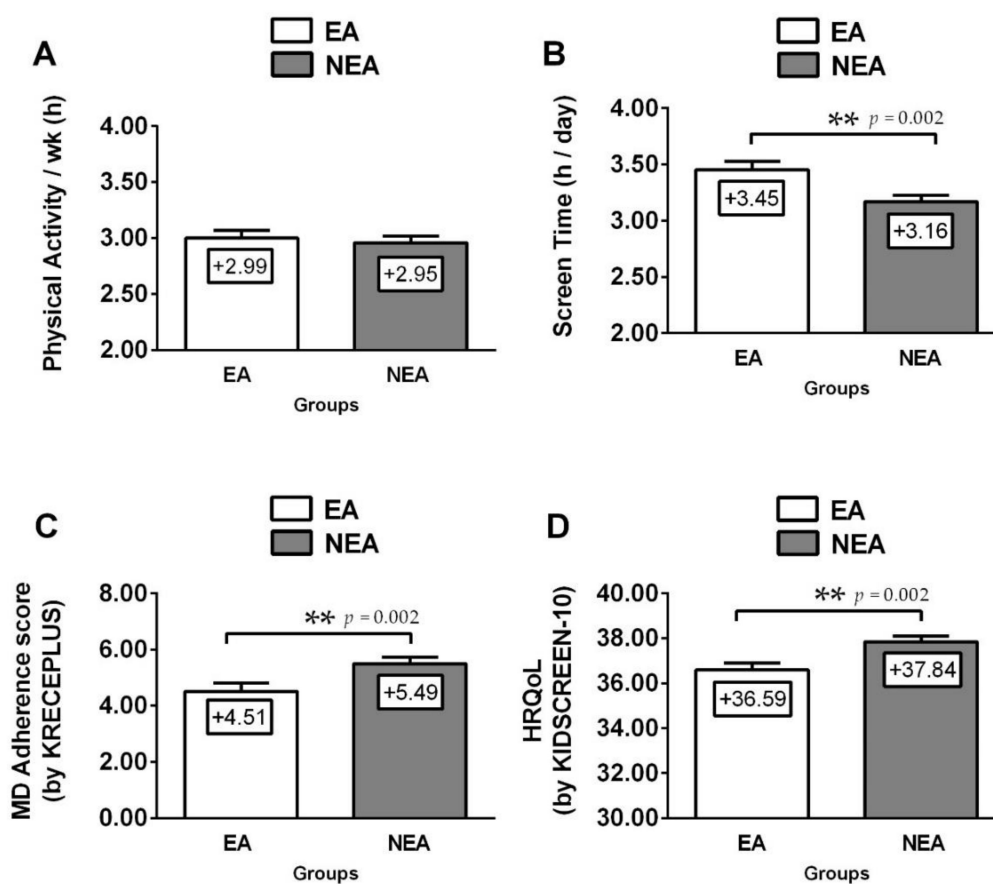 A
EA
NEA
Physical Activity / wk (h)
4.00
3.50
3.00
2.50
2.00
+2.99
+2.95
EA
NEA
Groups
B
EA
NEA
Screen Time (h / day)
4.00
3.50
3.00
2.50
2.00
** p = 0.002
+3.45
+3.16
EA
NEA
Groups
C
EA
NEA
MD Adherence score
(by KRECEPLUS)
8.00
6.00
4.00
2.00
0.00
** p = 0.002
+4.51
+5.49
EA
NEA
Groups
D
EA
NEA
HRQoL
(by KIDSCREEN-10)
40.00
38.00
36.00
34.00
32.00
30.00
** p = 0.002
+36.59
+37.84
EA
NEA
Groups